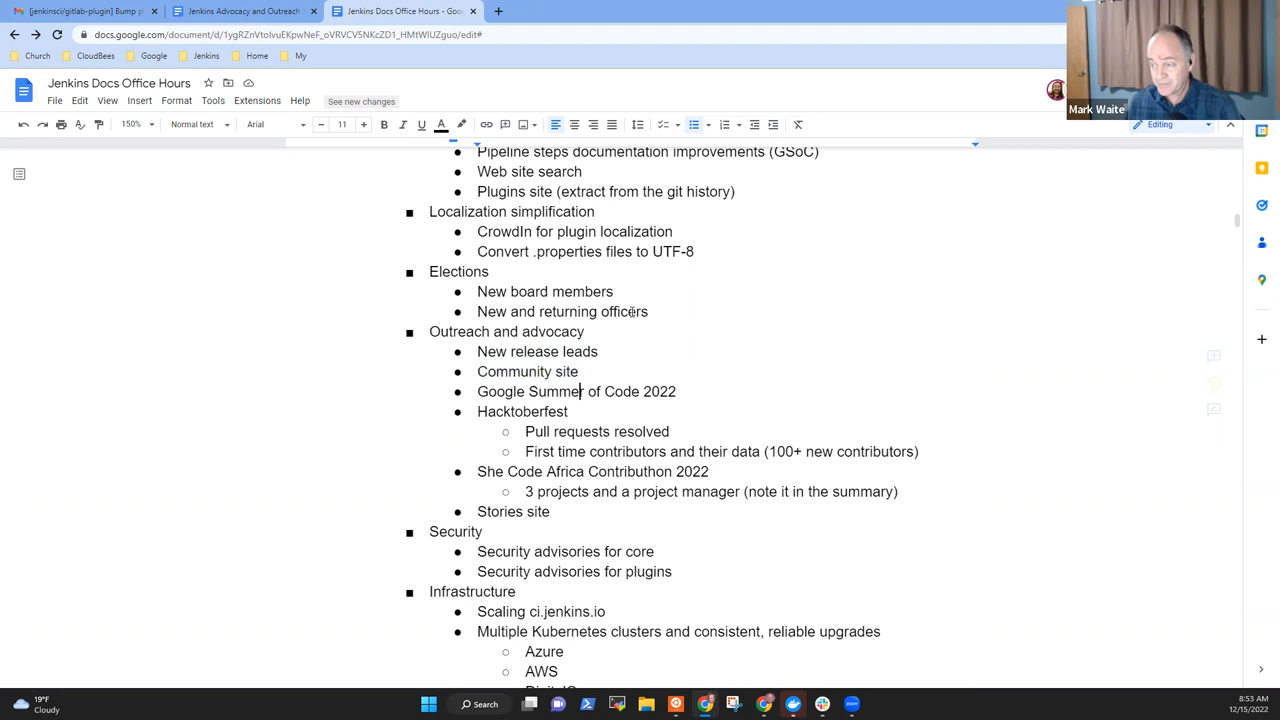 [jenkinsci/gitlab-plugin] Bump p
Jenkins Advocacy and Outreach S
Jenkins Docs Office Hours - Goo
docs.google.com/document/d/1ygRZnVtoIvuEKpwNeF_oVRVCV5NKcZD1_HMtWIUZguo/edit#
Church
CloudBees
Google
Jenkins
Home
My
Jenkins Docs Office Hours
File Edit View Insert Format Tools Extensions Help
See new changes
Mark Waite
150%
Normal text
Arial
11
Editing
Pipeline steps documentation improvements (GSoC)
Web site search
Plugins site (extract from the git history)
Localization simplification
CrowdIn for plugin localization
Convert .properties files to UTF-8
Elections
New board members
New and returning officers
Outreach and advocacy
New release leads
Community site
Google Summer of Code 2022
Hacktoberfest
Pull requests resolved
First time contributors and their data (100+ new contributors)
She Code Africa Contributhon 2022
3 projects and a project manager (note it in the summary)
Stories site
Security
Security advisories for core
Security advisories for plugins
Infrastructure
Scaling ci.jenkins.io
Multiple Kubernetes clusters and consistent, reliable upgrades
Azure
AWS
19°F
Cloudy
Search
8:53 AM
12/15/2022